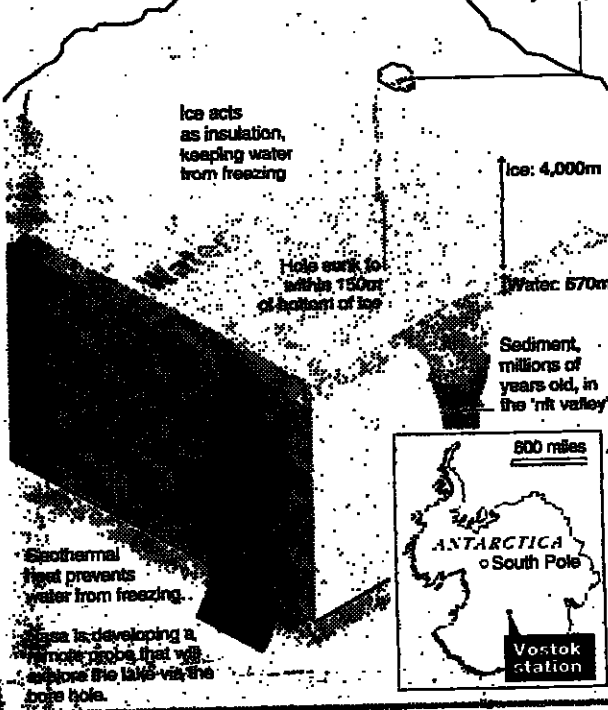 Ice acts
as insulation,
keeping water
from freezing
Ice: 4,000m
Hole sunk to
within 150m
of bottom of ice
Water: 670m
Sediment,
millions of
years old, in
the 'rift valley'
600 miles
ANTARCTICA
South Pole
Vostok
station
Geothermal
heat prevents
water from freezing.
Nasa is developing a
remote probe that will
explore the lake via the
bore hole.